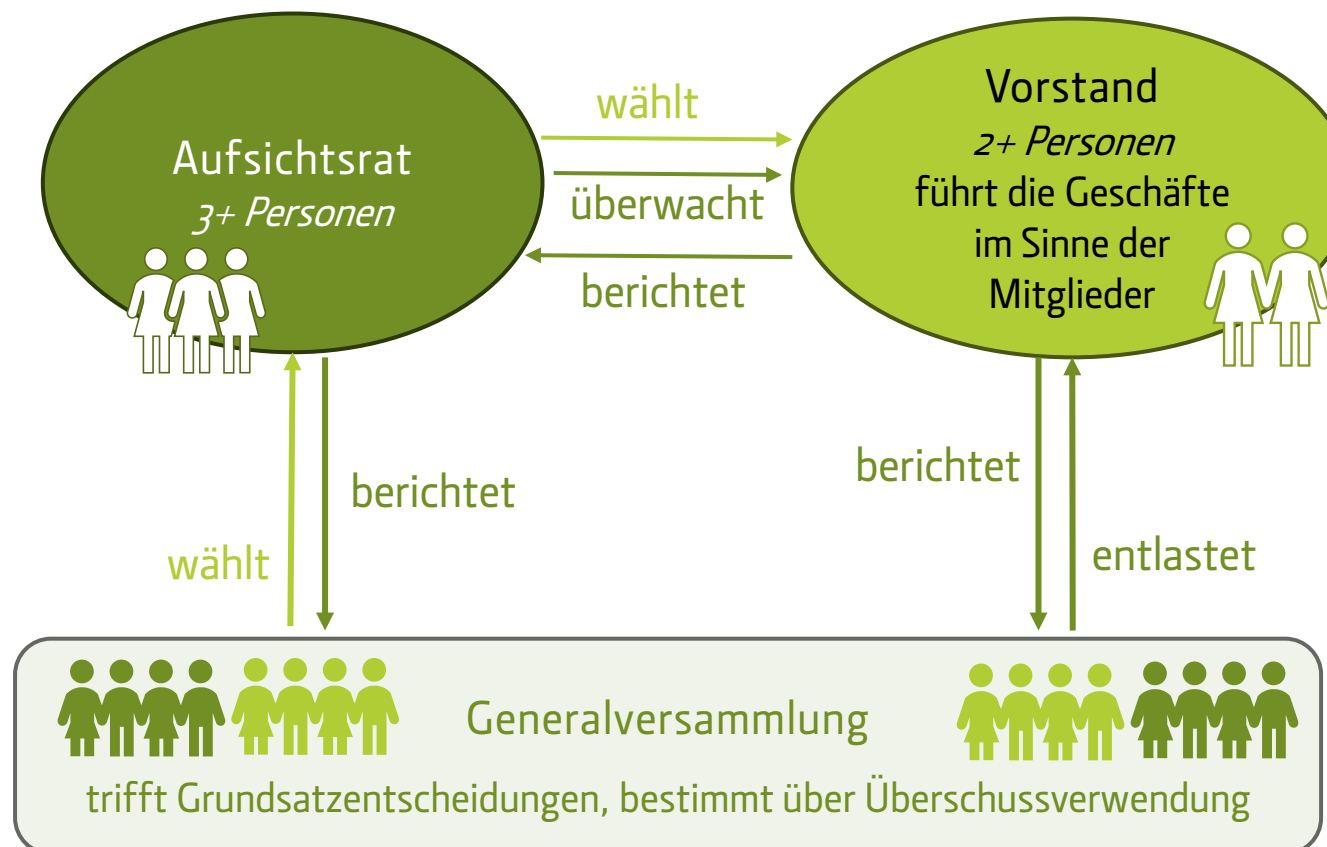 Aufsichtsrat
3+ Personen
wählt
überwacht
berichtet
Vorstand
2+ Personen
führt die Geschäfte
im Sinne der
Mitglieder
wählt
berichtet
berichtet
entlastet
Generalversammlung
trifft Grundsatzentscheidungen, bestimmt über Überschussverwendung